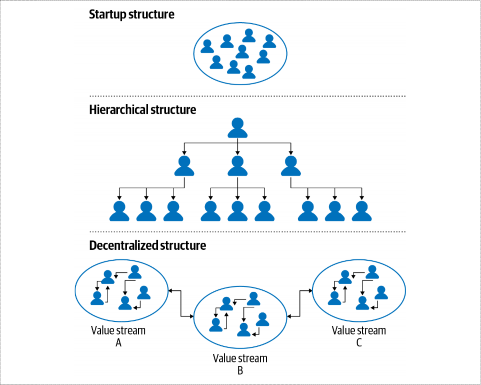 Startup structure
Hierarchical structure
Decentralized structure
Value stream
A
Value stream
B
Value stream
C